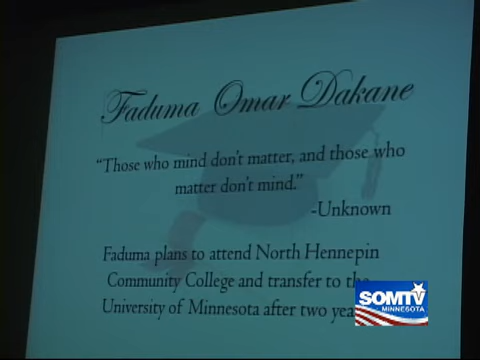 Faduma Omar Dakane
“Those who mind don't matter, and those who
matter don't mind.”
-Unknown
Faduma plans to attend North Hennepin
Community College and transfer to the
University of Minnesota after two yea
SOMTV
MINNESOTA